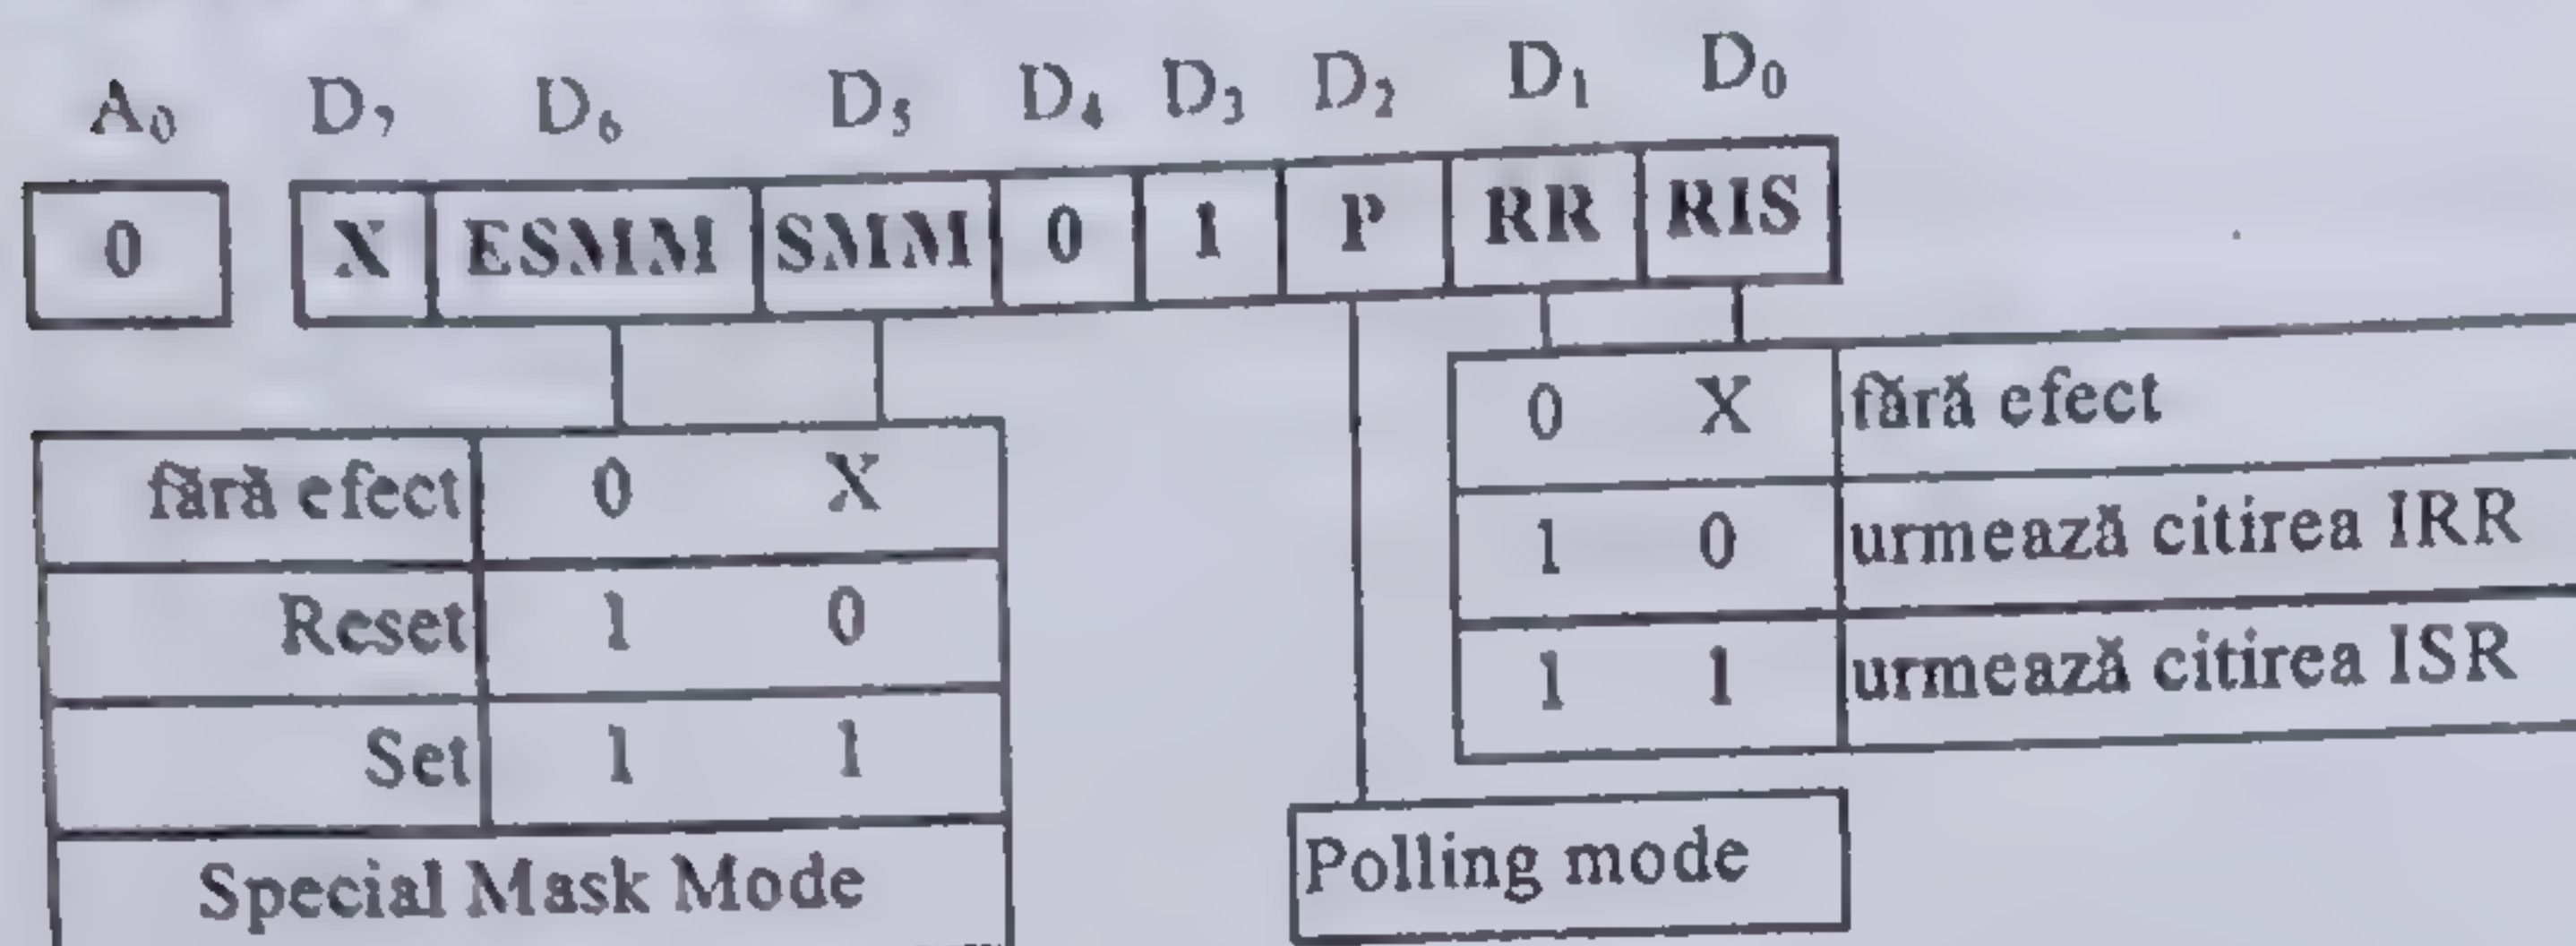 A₀ D₇ D₆ D₅ D₄ D₃ D₂ D₁ D₀
0 X ESMM SMM 0 1 P RR RIS
fără efect 0 X
Reset 1 0
Set 1 1
Special Mask Mode
0 X fără efect
1 0 urmează citirea IRR
1 1 urmează citirea ISR
Polling mode